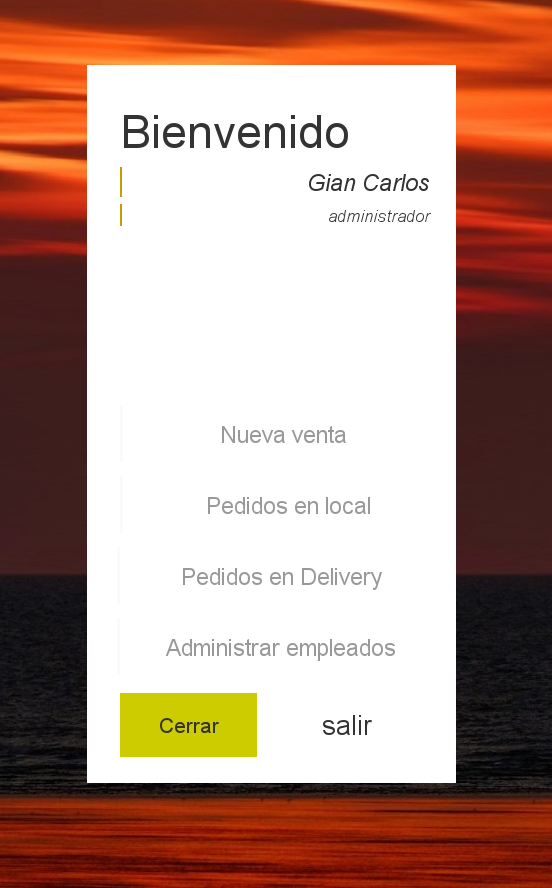 Bienvenido
Gian Carlos
administrador
Nueva venta
Pedidos en local
Pedidos en Delivery
Administrar empleados
Cerrar salir